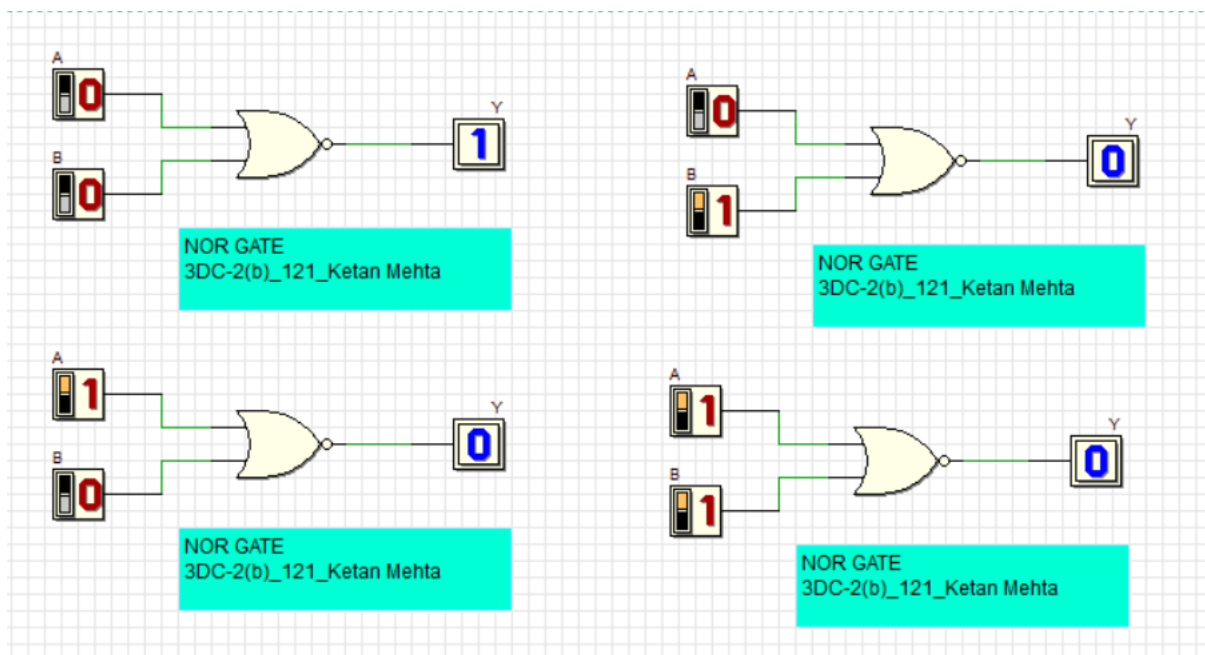 A
0
Y
1
B
0
NOR GATE
3DC-2(b)_121_Ketan Mehta
A
0
Y
0
B
1
NOR GATE
3DC-2(b)_121_Ketan Mehta
A
1
Y
0
B
0
NOR GATE
3DC-2(b)_121_Ketan Mehta
A
1
Y
0
B
1
NOR GATE
3DC-2(b)_121_Ketan Mehta